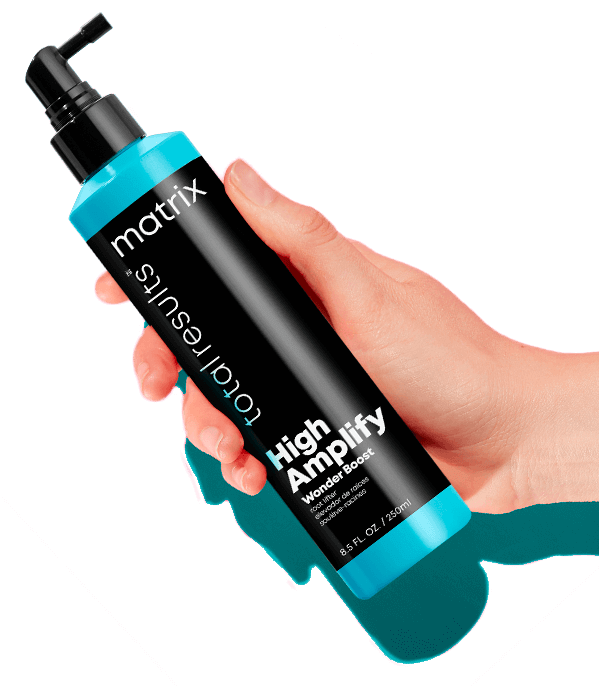 matrix
total results
High
Amplify
Wonder Boost
root lifter
elevador de raíces
soulève-racines
8.5 FL. OZ. / 250ml